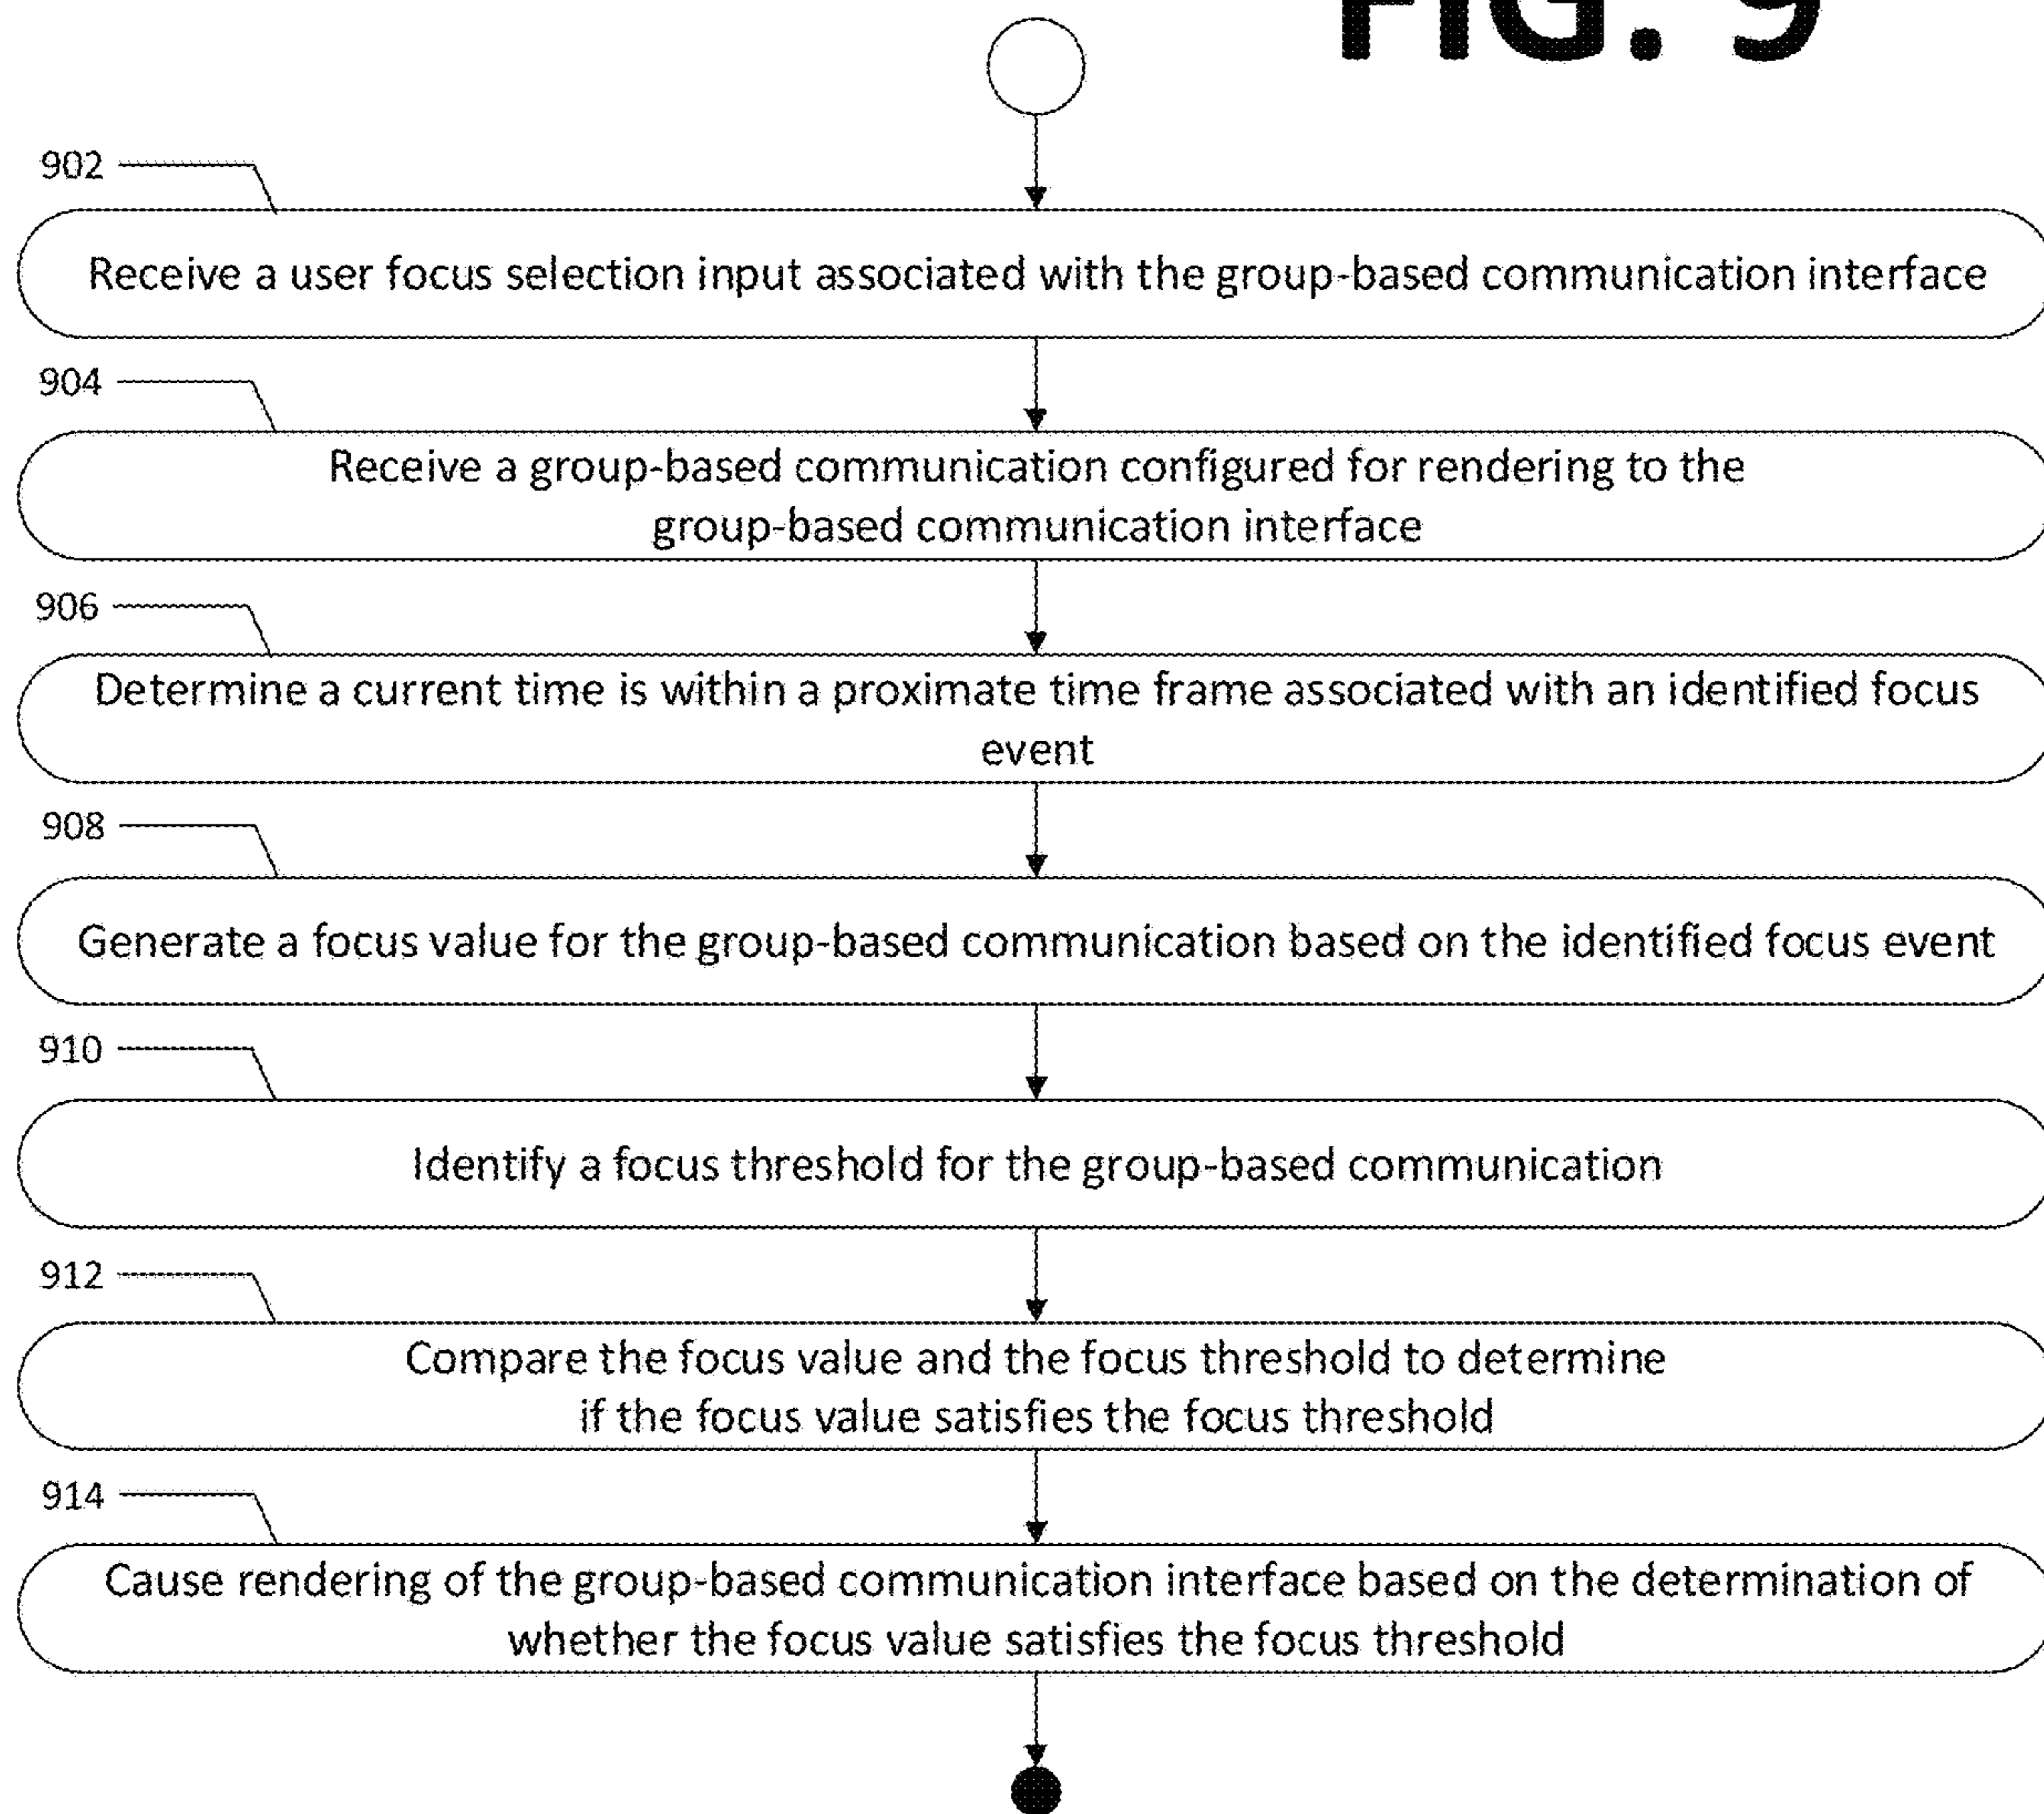 FIG. 9
902
Receive a user focus selection input associated with the group-based communication interface
904
Receive a group-based communication configured for rendering to the
group-based communication interface
906
Determine a current time is within a proximate time frame associated with an identified focus
event
908
Generate a focus value for the group-based communication based on the identified focus event
910
Identify a focus threshold for the group-based communication
912
Compare the focus value and the focus threshold to determine
if the focus value satisfies the focus threshold
914
Cause rendering of the group-based communication interface based on the determination of
whether the focus value satisfies the focus threshold